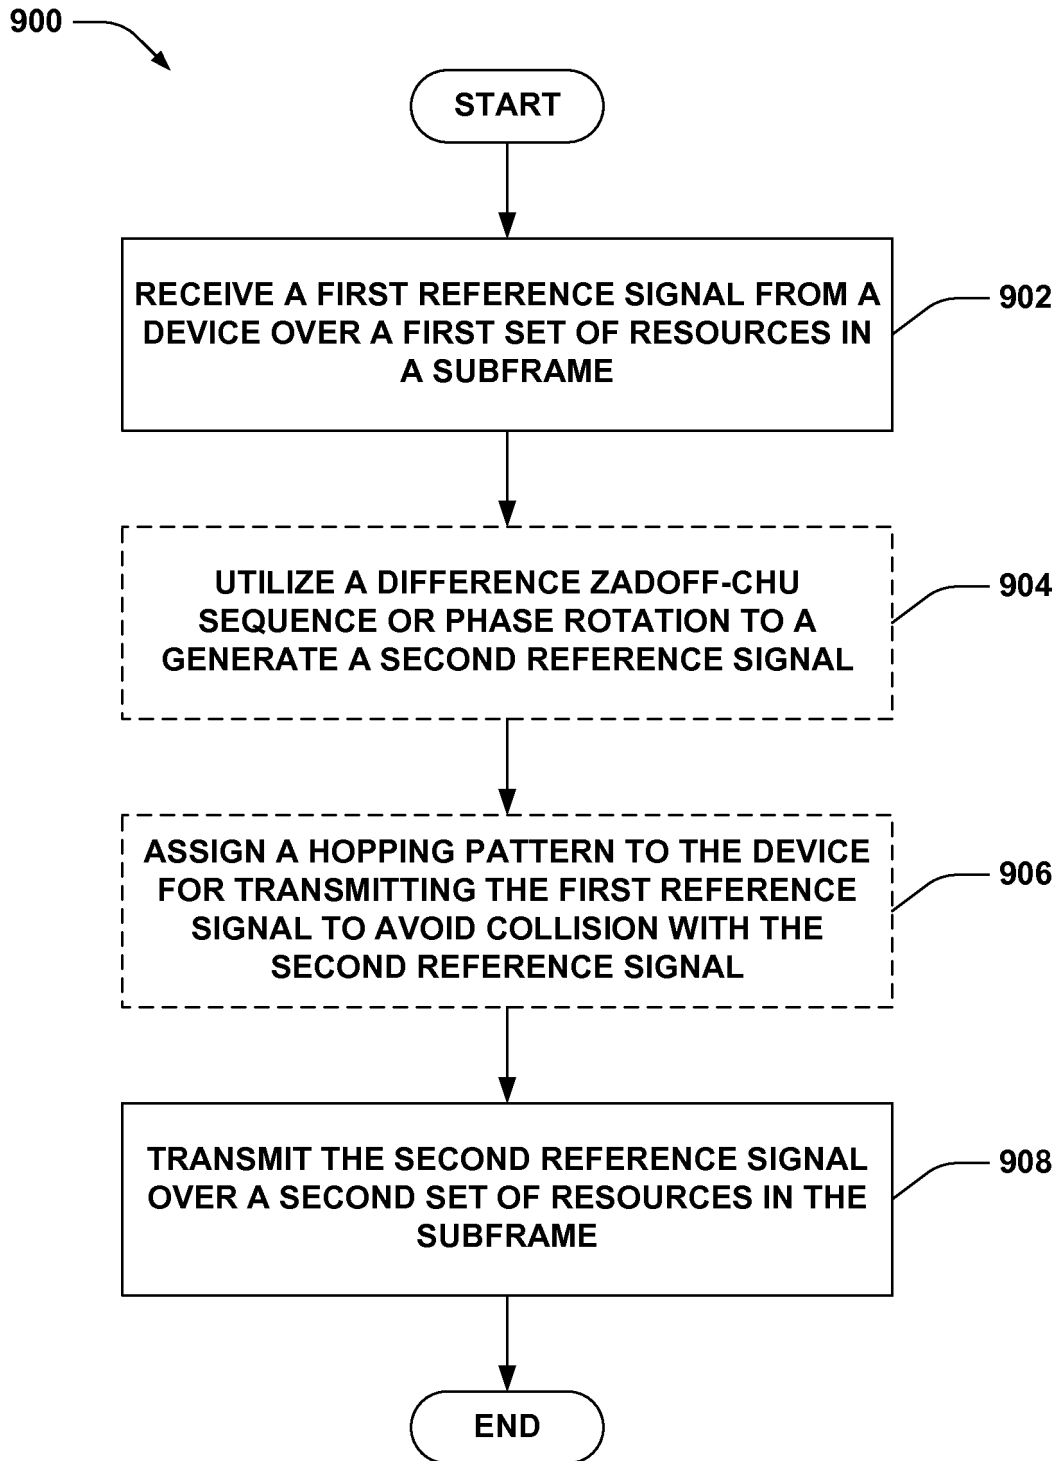 900
START
RECEIVE A FIRST REFERENCE SIGNAL FROM A
DEVICE OVER A FIRST SET OF RESOURCES IN
A SUBFRAME
902
UTILIZE A DIFFERENCE ZADOFF-CHU
SEQUENCE OR PHASE ROTATION TO A
GENERATE A SECOND REFERENCE SIGNAL
904
ASSIGN A HOPPING PATTERN TO THE DEVICE
FOR TRANSMITTING THE FIRST REFERENCE
SIGNAL TO AVOID COLLISION WITH THE
SECOND REFERENCE SIGNAL
906
TRANSMIT THE SECOND REFERENCE SIGNAL
OVER A SECOND SET OF RESOURCES IN THE
SUBFRAME
908
END